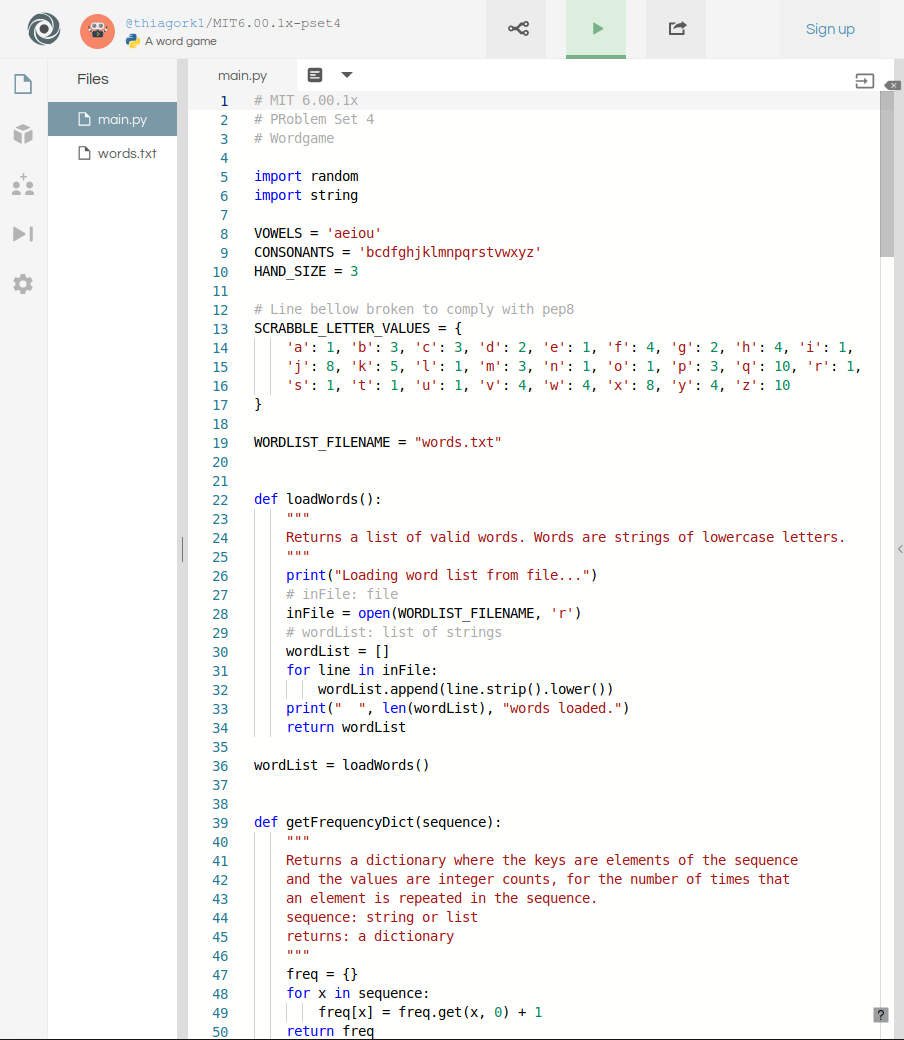 @thiagork1/MIT6.00.1x-pset4
A word game
Sign up
Files
main.py
words.txt
main.py
1 # MIT 6.00.1x
2 # PRoblem Set 4
3 # Wordgame
4
5 import random
6 import string
7
8 VOWELS = 'aeiou'
9 CONSONANTS = 'bcdfghjklmnpqrstvwxyz'
10 HAND_SIZE = 3
11
12 # Line bellow broken to comply with pep8
13 SCRABBLE_LETTER_VALUES = {
14 'a': 1, 'b': 3, 'c': 3, 'd': 2, 'e': 1, 'f': 4, 'g': 2, 'h': 4, 'i': 1,
15 'j': 8, 'k': 5, 'l': 1, 'm': 3, 'n': 1, 'o': 1, 'p': 3, 'q': 10, 'r': 1,
16 's': 1, 't': 1, 'u': 1, 'v': 4, 'w': 4, 'x': 8, 'y': 4, 'z': 10
17 }
18
19 WORDLIST_FILENAME = "words.txt"
20
21
22 def loadWords():
23 """
24 Returns a list of valid words. Words are strings of lowercase letters.
25 """
26 print("Loading word list from file...")
27 # inFile: file
28 inFile = open(WORDLIST_FILENAME, 'r')
29 # wordList: list of strings
30 wordList = []
31 for line in inFile:
32 wordList.append(line.strip().lower())
33 print("  ", len(wordList), "words loaded.")
34 return wordList
35
36 wordList = loadWords()
37
38
39 def getFrequencyDict(sequence):
40 """
41 Returns a dictionary where the keys are elements of the sequence
42 and the values are integer counts, for the number of times that
43 an element is repeated in the sequence.
44 sequence: string or list
45 returns: a dictionary
46 """
47 freq = {}
48 for x in sequence:
49 freq[x] = freq.get(x, 0) + 1
50 return freq
?